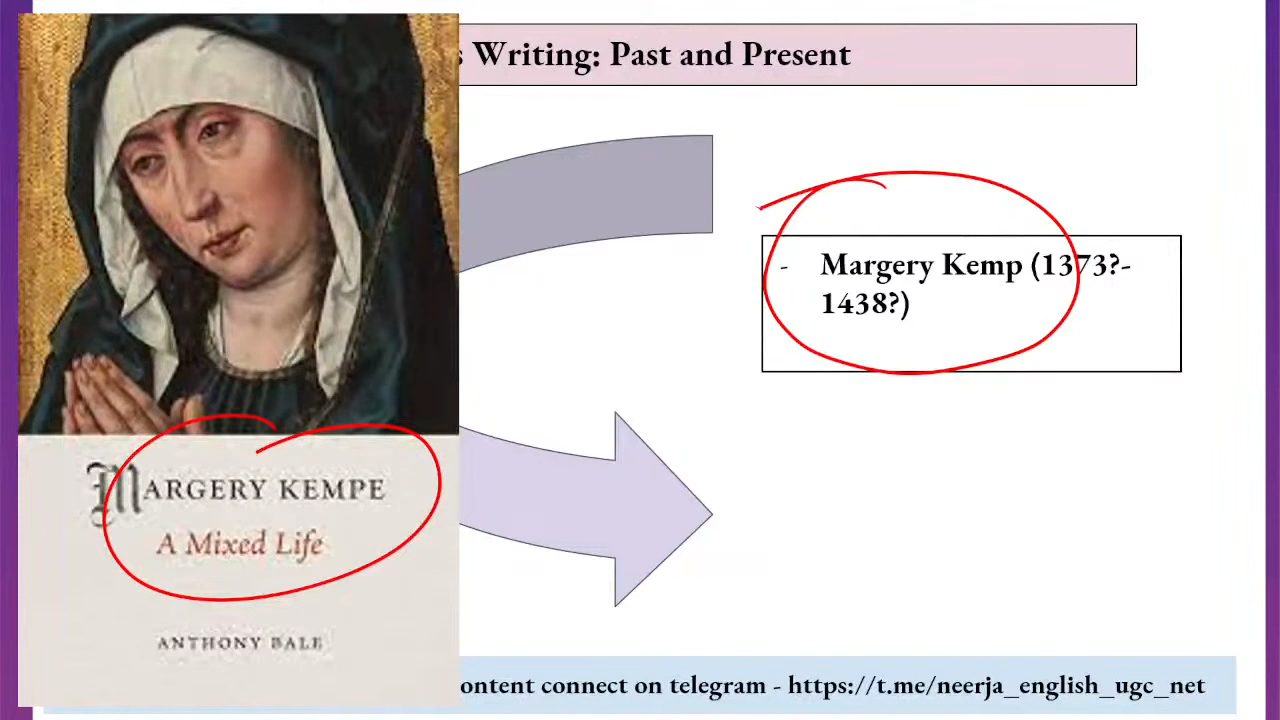 s Writing: Past and Present
- Margery Kemp (1373?-
1438?)
MARGERY KEMPE
A Mixed Life
ANTHONY BALE
ontent connect on telegram - https://t.me/neerja_english_ugc_net